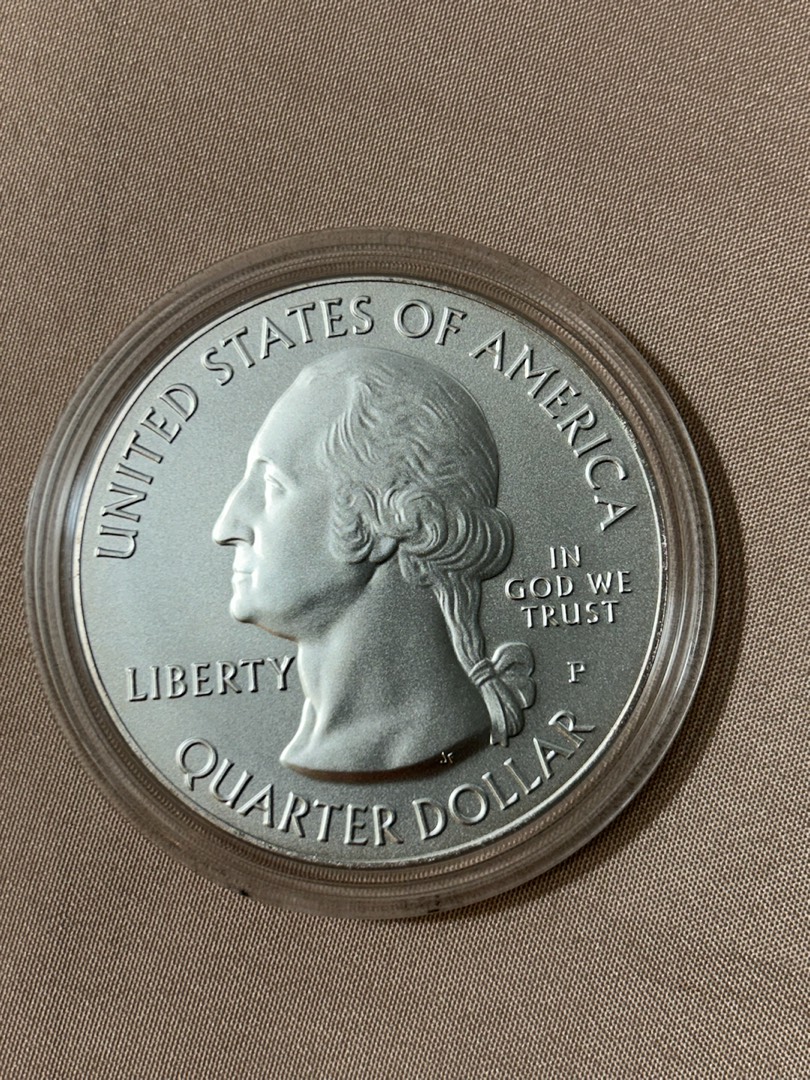 UNITED STATES OF AMERICA
IN
GOD WE
TRUST
LIBERTY
P
QUARTER DOLLAR